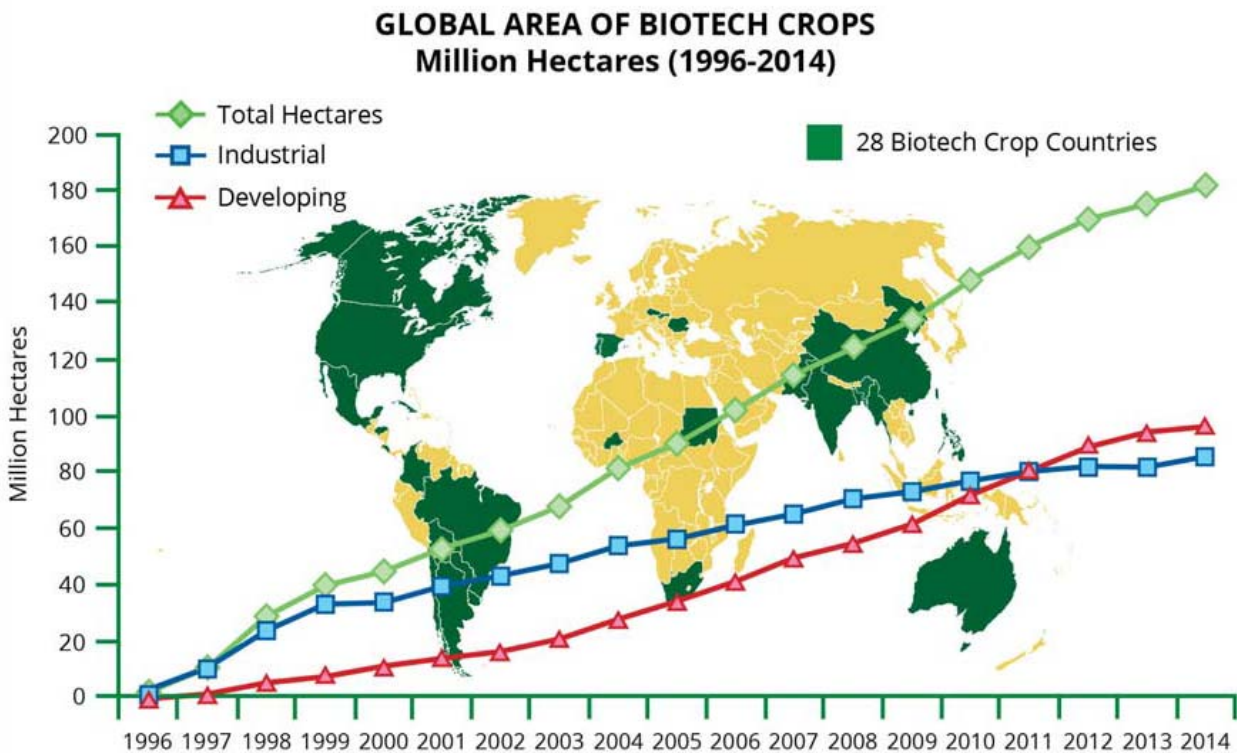 GLOBAL AREA OF BIOTECH CROPS
Million Hectares (1996-2014)
Total Hectares
Industrial
Developing
28 Biotech Crop Countries
Million Hectares
200
180
160
140
120
100
80
60
40
20
0
1996 1997 1998 1999 2000 2001 2002 2003 2004 2005 2006 2007 2008 2009 2010 2011 2012 2013 2014